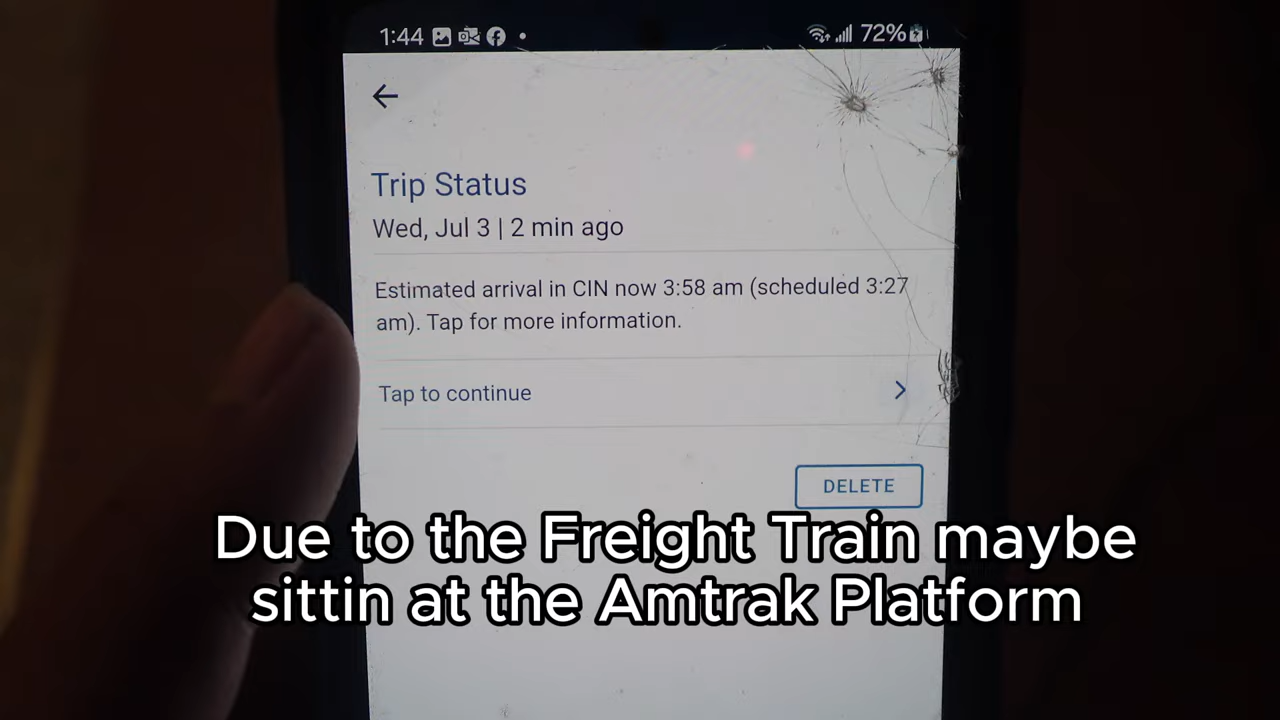 1:44
72%
Trip Status
Wed, Jul 3 | 2 min ago
Estimated arrival in CIN now 3:58 am (scheduled 3:27
am). Tap for more information.
Tap to continue
DELETE
Due to the Freight Train maybe
sittin at the Amtrak Platform